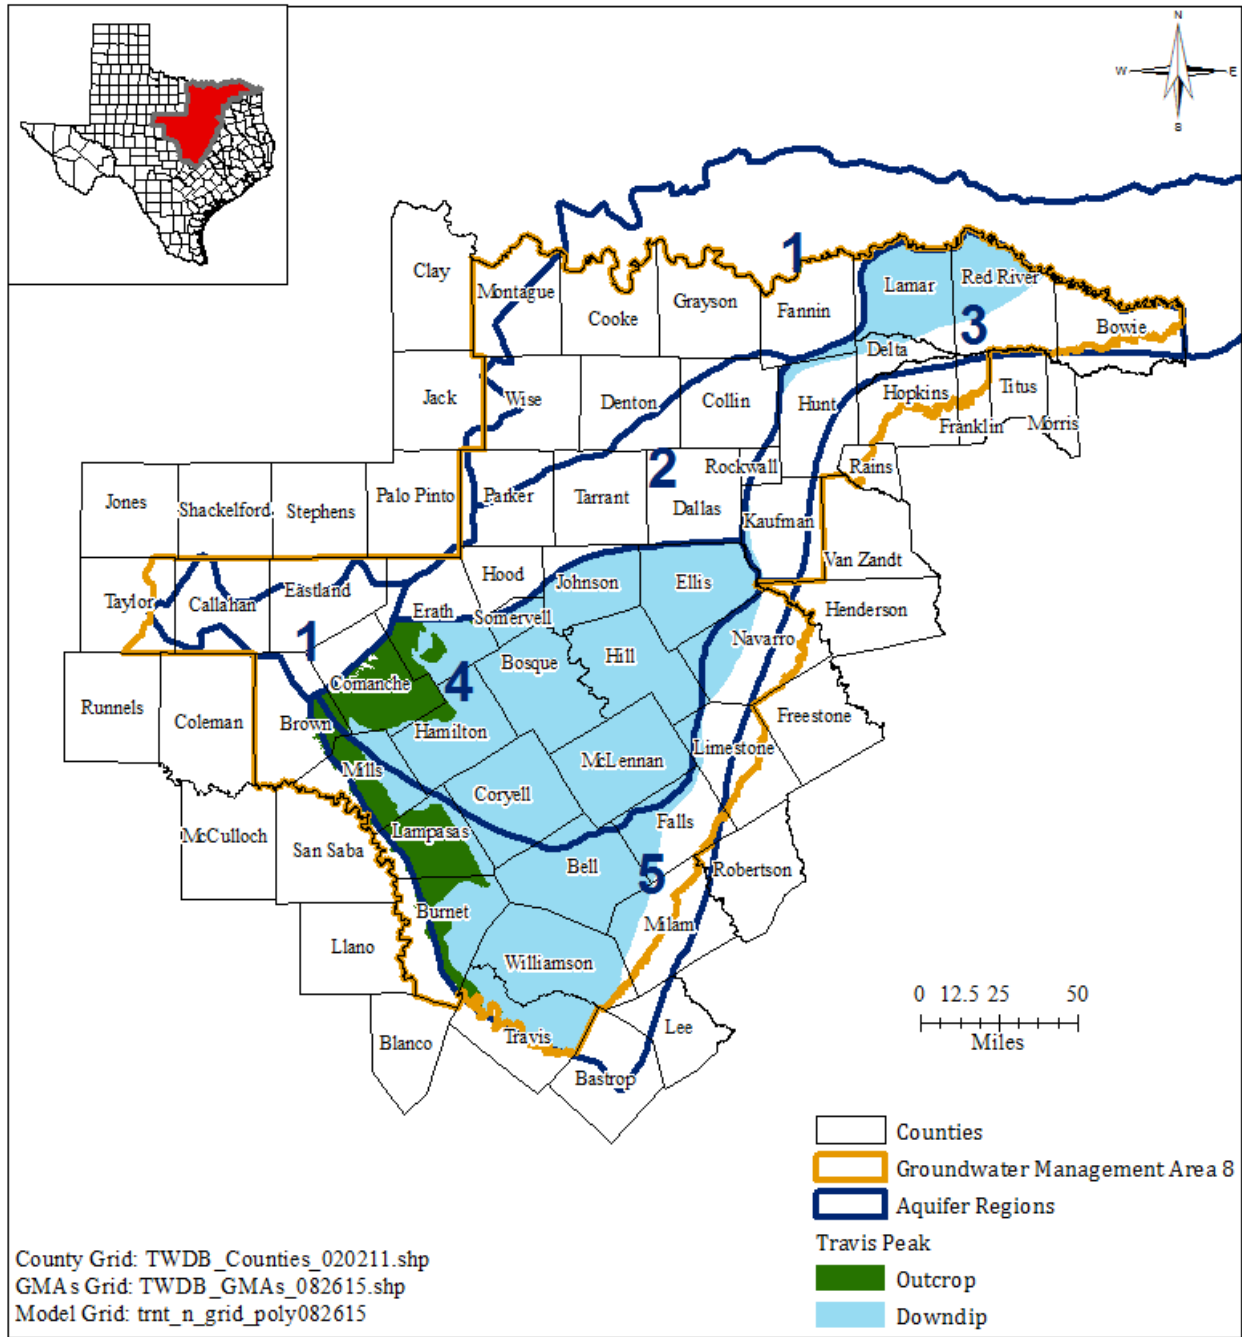 N
W E
S
1
Clay
Montague
Cooke
Grayson
Fannin
Lamar
Red River
3
Bowie
Delta
Jack
Wise
Denton
Collin
Hunt
Hopkins
Titus
Franklin
Morris
2
Rockwall
Rains
Jones
Shackelford
Stephens
Palo Pinto
Parker
Tarrant
Dallas
Kaufman
Van Zandt
Taylor
Callahan
Eastland
Erath
Hood
Somervell
Johnson
Ellis
Henderson
Navarro
1
Comanche
4
Bosque
Hill
Runnels
Coleman
Brown
Hamilton
Freestone
Limestone
McLennan
Mills
Coryell
McCulloch
San Saba
Lampasas
Falls
Bell
5
Robertson
Burnet
Milam
Llano
Williamson
Travis
Lee
Blanco
Bastrop
0 12.5 25 50
Miles
Counties
Groundwater Management Area 8
Aquifer Regions
Travis Peak
Outcrop
Downdip
County Grid: TWDB_Counties_020211.shp
GMAs Grid: TWDB_GMAs_082615.shp
Model Grid: trnt_n_grid_poly082615